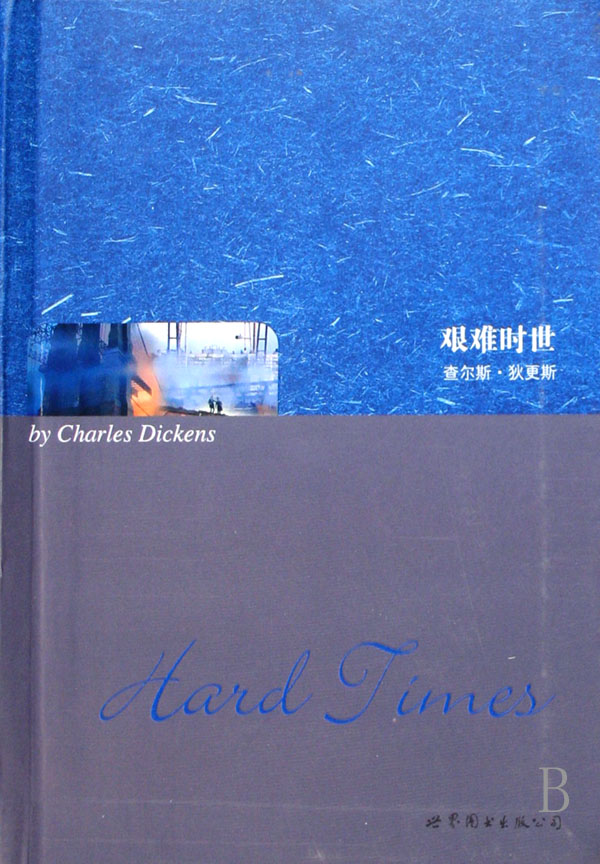 艰难时世
查尔斯·狄更斯
by Charles Dickens
Hard Times
B
世界图书出版公司